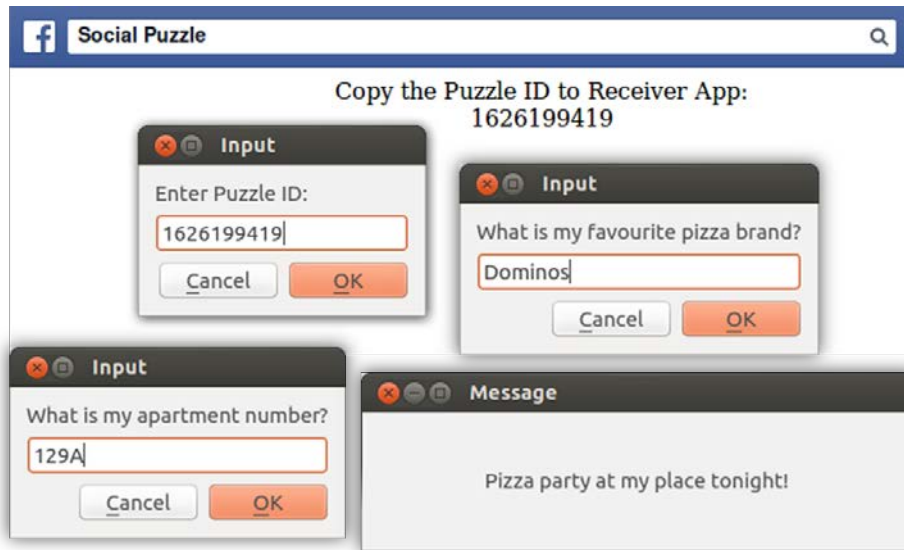 f
Social Puzzle
Copy the Puzzle ID to Receiver App:
1626199419
Input
Enter Puzzle ID:
1626199419
Cancel
OK
Input
What is my favourite pizza brand?
Dominos
Cancel
OK
Input
What is my apartment number?
129A
Cancel
OK
Message
Pizza party at my place tonight!